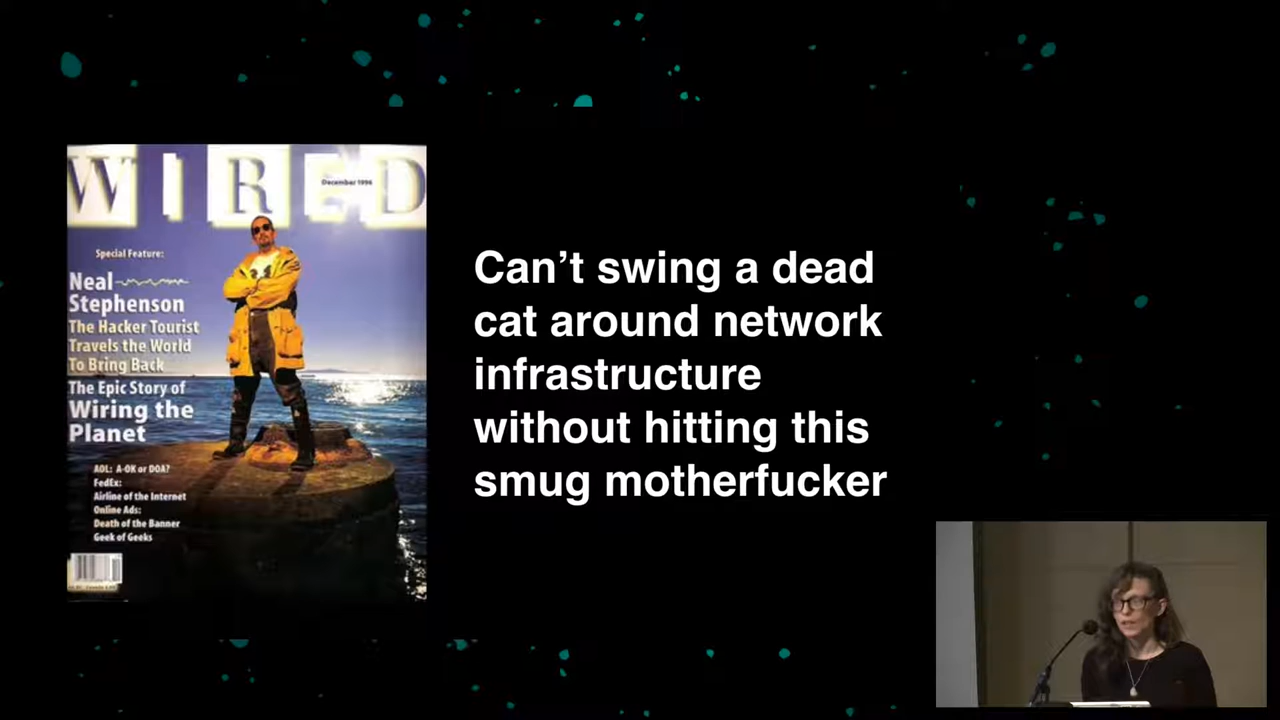 WIRED
December 1996
Special Feature:
Neal
Stephenson
The Hacker Tourist
Travels the World
To Bring Back
The Epic Story of
Wiring the
Planet
AOL: A-OK or DOA?
FedEx:
Airline of the Internet
Online Ads:
Death of the Banner
Geek of Geeks
Can’t swing a dead
cat around network
infrastructure
without hitting this
smug motherfucker